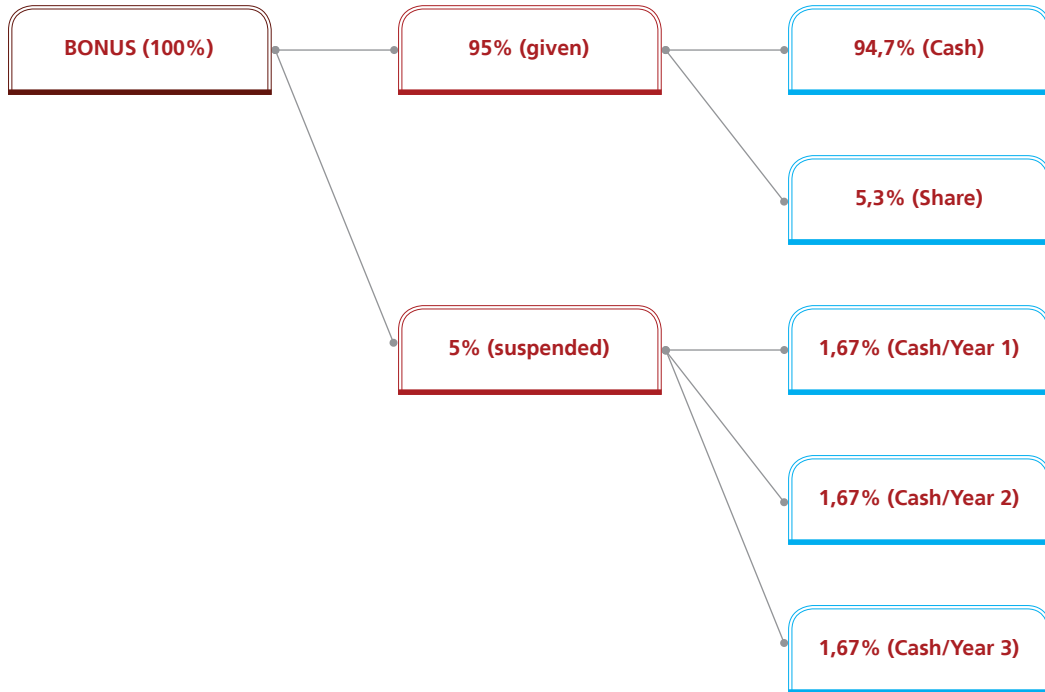 BONUS (100%)
95% (given)
94,7% (Cash)
5,3% (Share)
5% (suspended)
1,67% (Cash/Year 1)
1,67% (Cash/Year 2)
1,67% (Cash/Year 3)